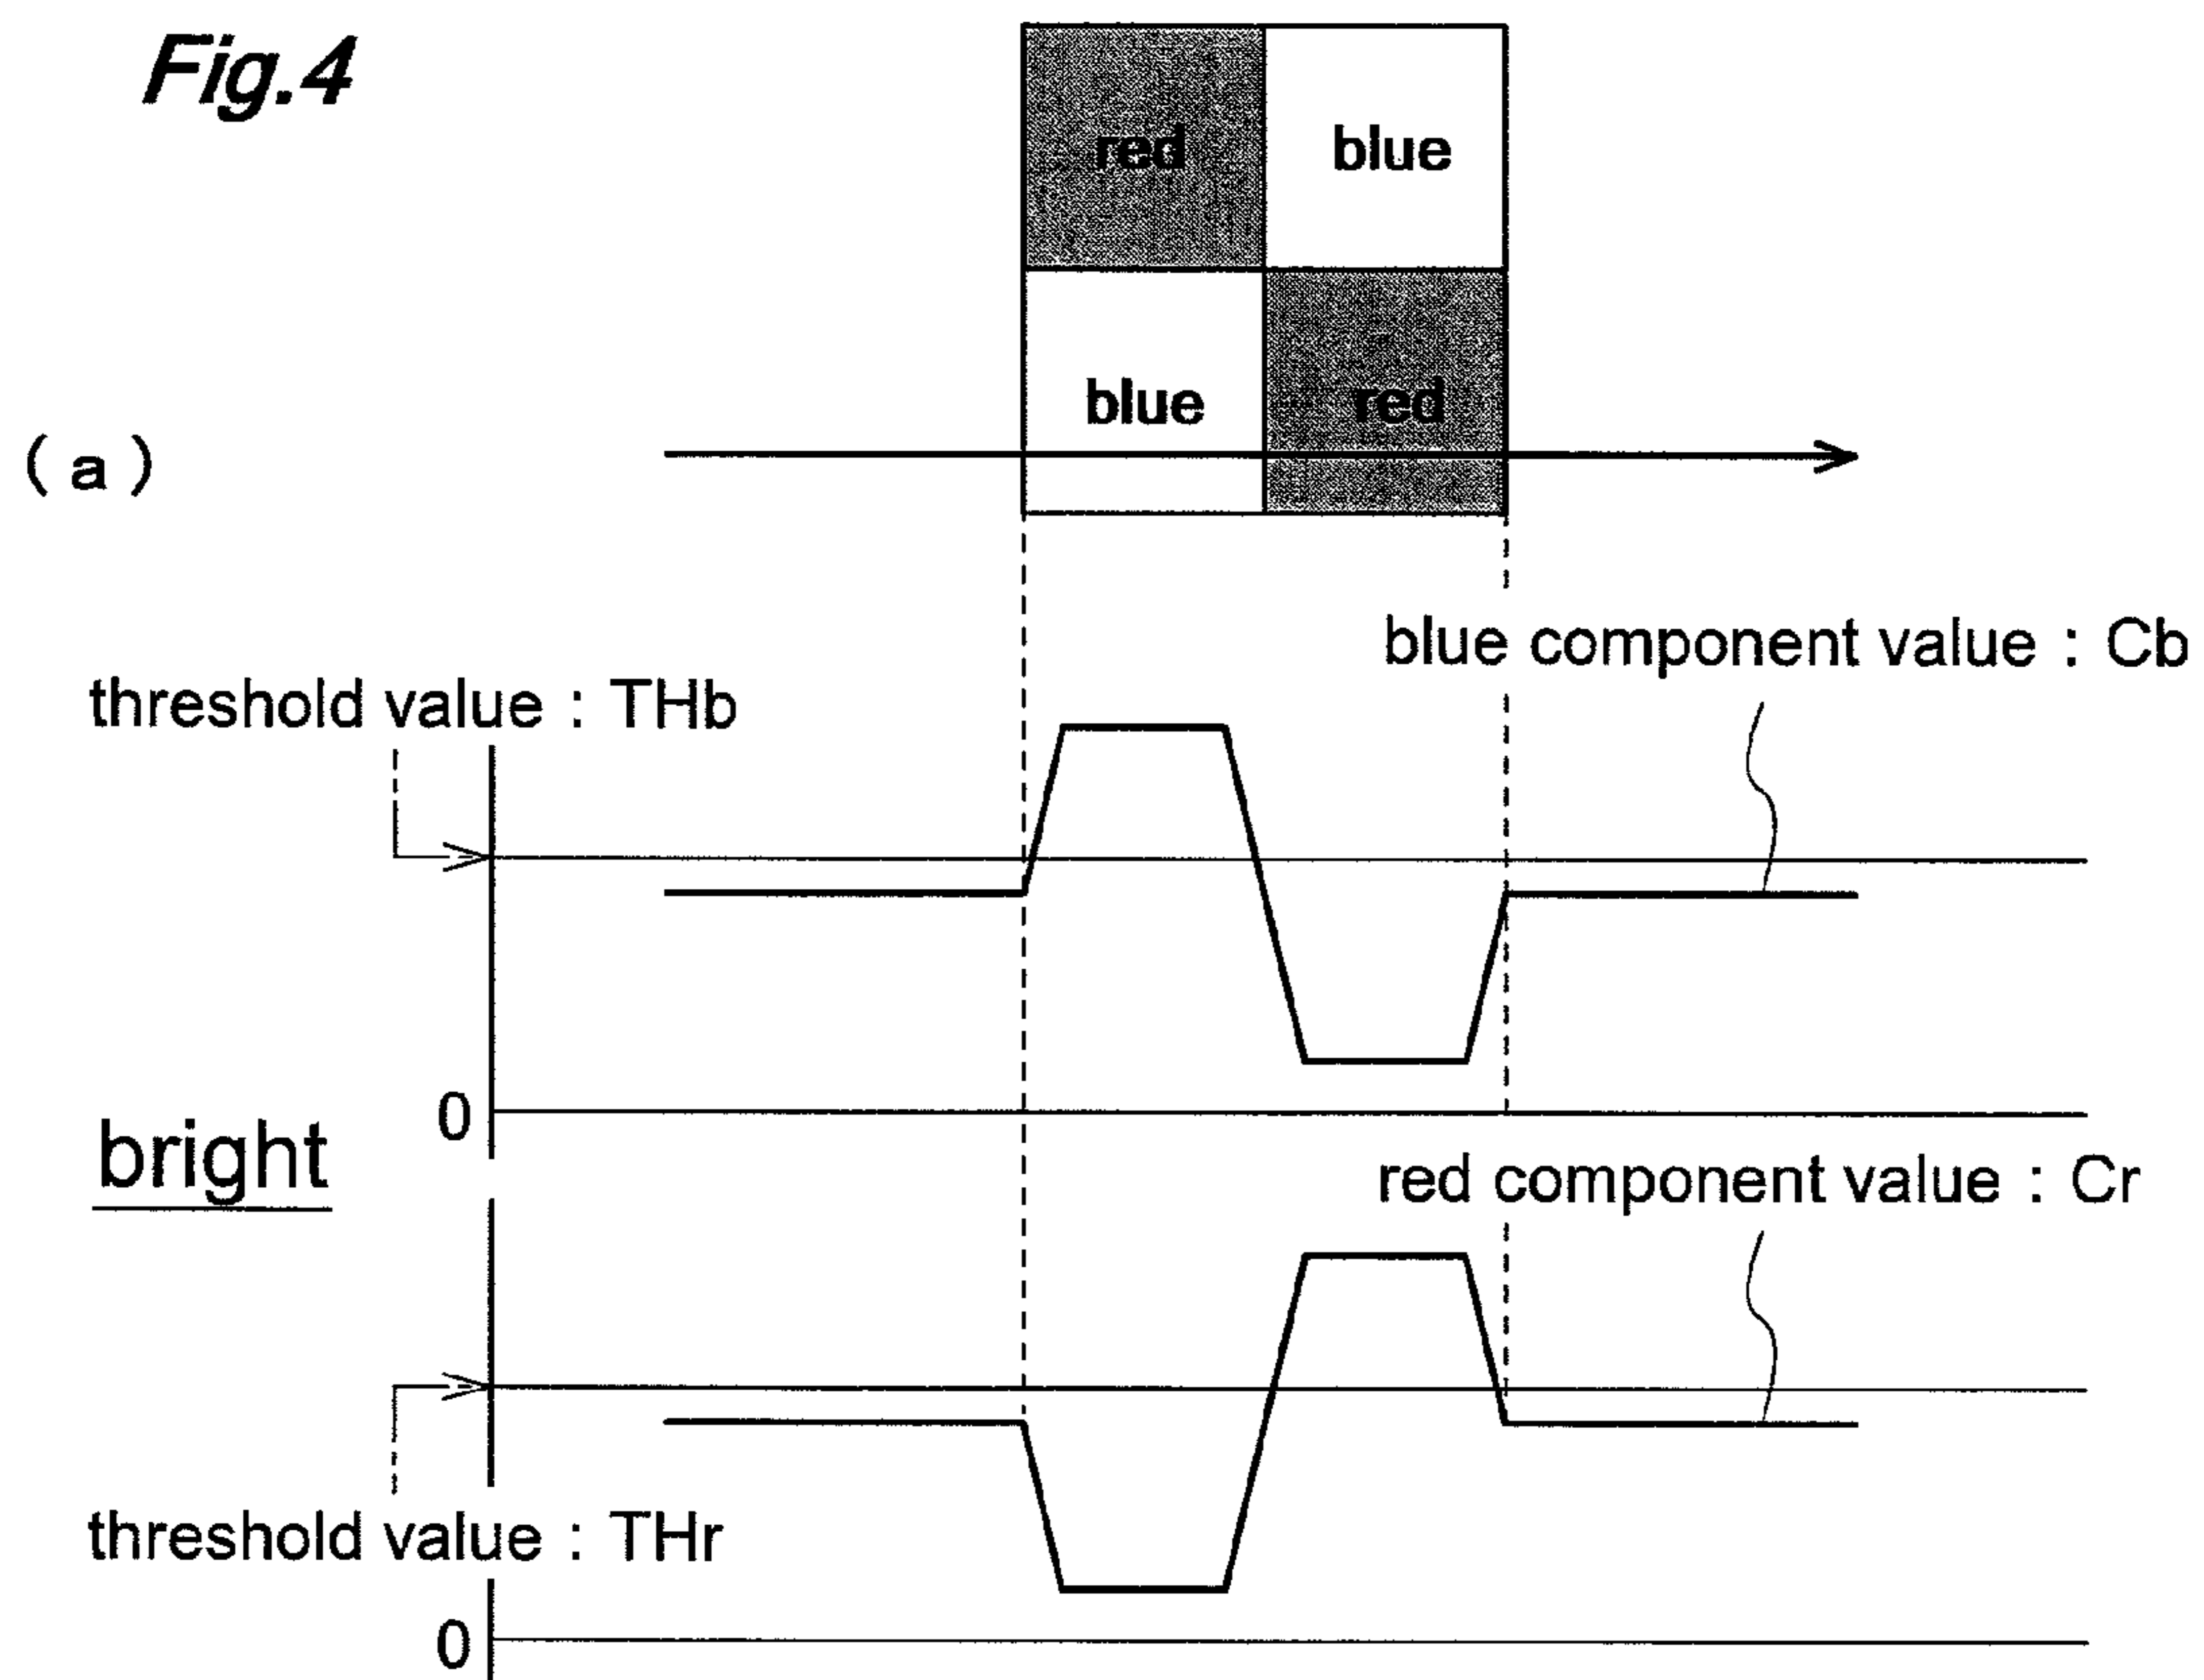 Fig.4
red blue
blue red
( a )
blue component value : Cb
threshold value : THb
0
bright
red component value : Cr
threshold value : THr
0